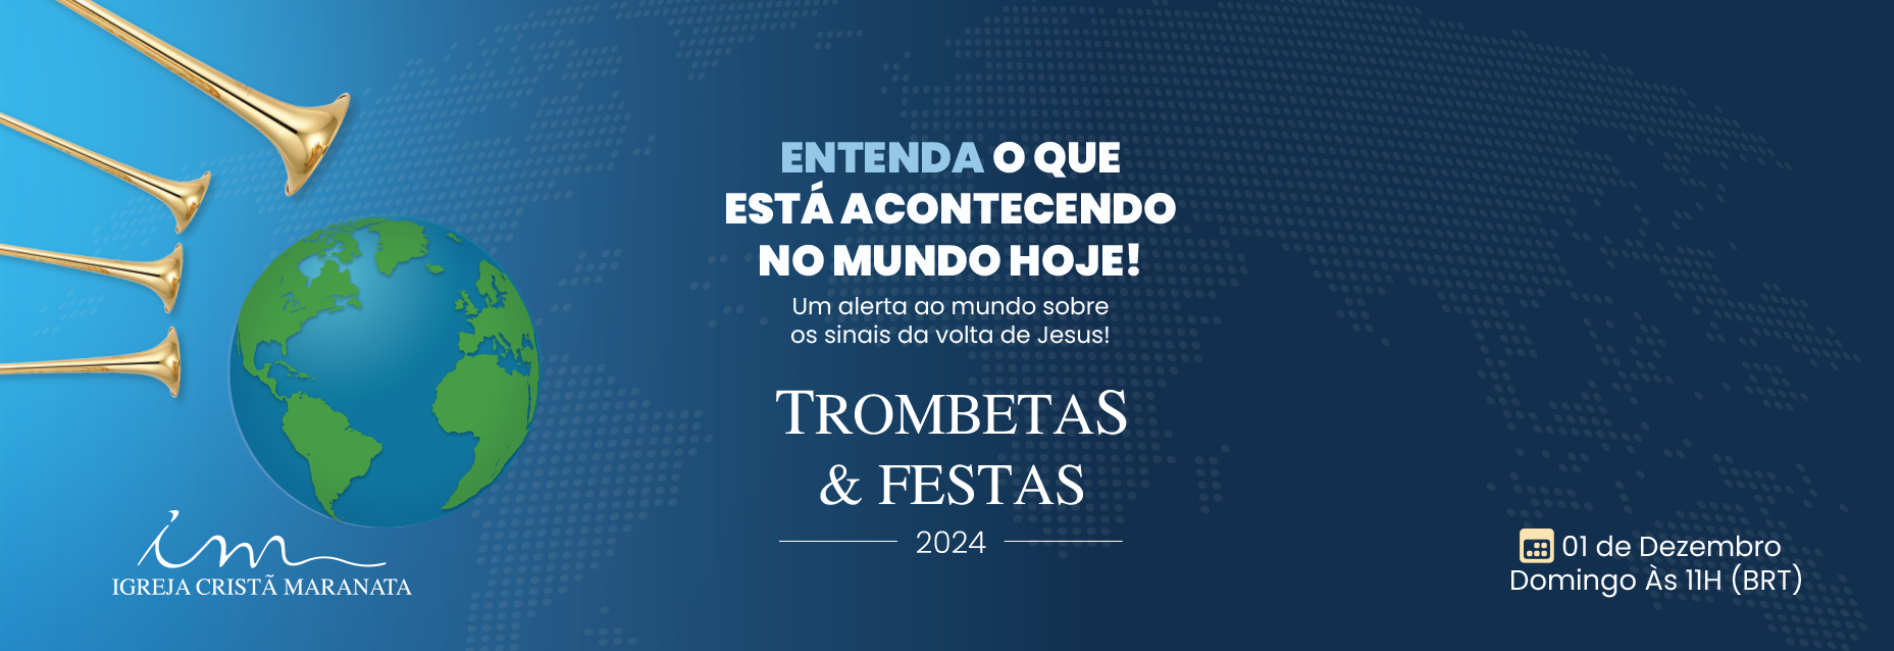 ENTENDA O QUE
ESTÁ ACONTECENDO
NO MUNDO HOJE!
Um alerta ao mundo sobre
os sinais da volta de Jesus!
TROMBETAS
& FESTAS
2024
im
IGREJA CRISTÃ MARANATA
01 de Dezembro
Domingo Às 11H (BRT)